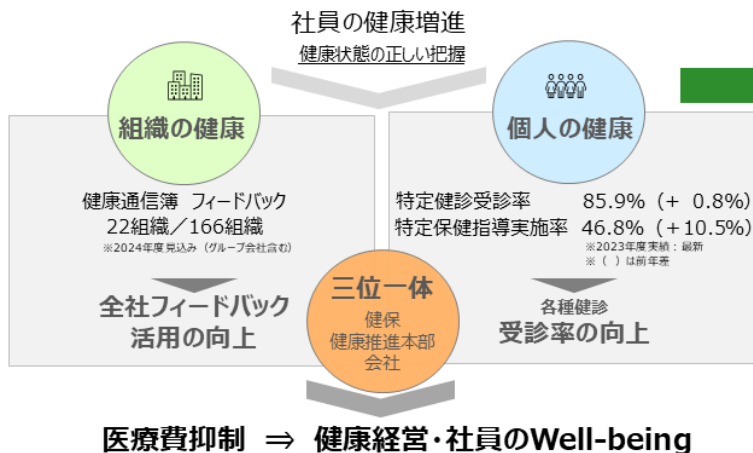 社員の健康増進
健康状態の正しい把握
組織の健康
健康通信簿 フィードバック
22組織／166組織
※2024年度見込み（グループ会社含む）
全社フィードバック
活用の向上
個人の健康
特定健診受診率 85.9% (+ 0.8%)
特定保健指導実施率 46.8% (+10.5%)
※2023年度実績：最新
※（ ）は前年差
各種健診
受診率の向上
三位一体
健保
健康推進本部
会社
医療費抑制 ⇒ 健康経営・社員のWell-being